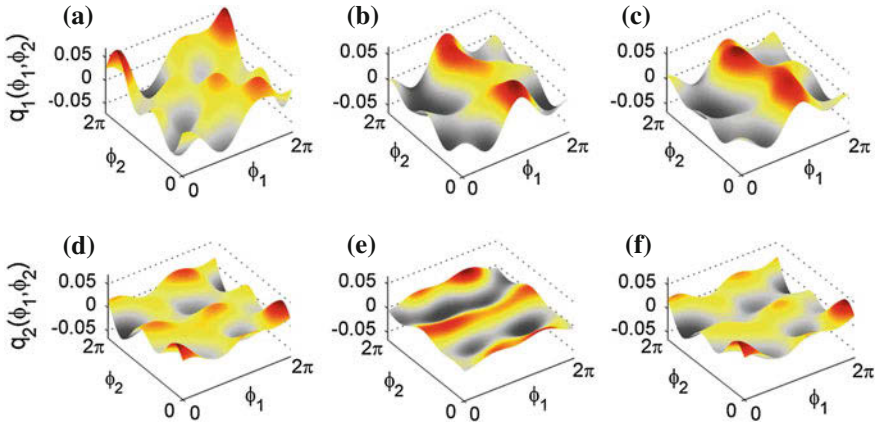 (a) (b) (c)
q₁(ϕ₁,ϕ₂)
0.05 0.05 0.05
0 0 0
-0.05 -0.05 -0.05
2π 2π 2π
2π 2π 2π
ϕ₂ ϕ₂ ϕ₂
ϕ₁ ϕ₁ ϕ₁
0 0 0 0 0 0
(d) (e) (f)
q₂(ϕ₁,ϕ₂)
0.05 0.05 0.05
0 0 0
-0.05 -0.05 -0.05
2π 2π 2π
2π 2π 2π
ϕ₂ ϕ₂ ϕ₂
ϕ₁ ϕ₁ ϕ₁
0 0 0 0 0 0